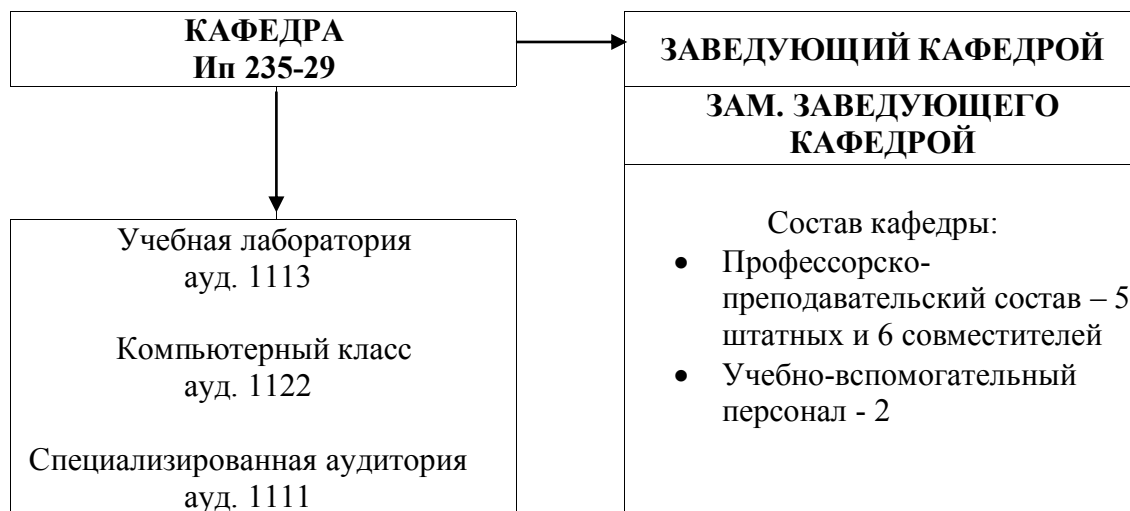 КАФЕДРА
Ип 235-29
ЗАВЕДУЮЩИЙ КАФЕДРОЙ
ЗАМ. ЗАВЕДУЮЩЕГО
КАФЕДРОЙ
Состав кафедры:
• Профессорско-
преподавательский состав – 5
штатных и 6 совместителей
• Учебно-вспомогательный
персонал - 2
Учебная лаборатория
ауд. 1113
Компьютерный класс
ауд. 1122
Специализированная аудитория
ауд. 1111